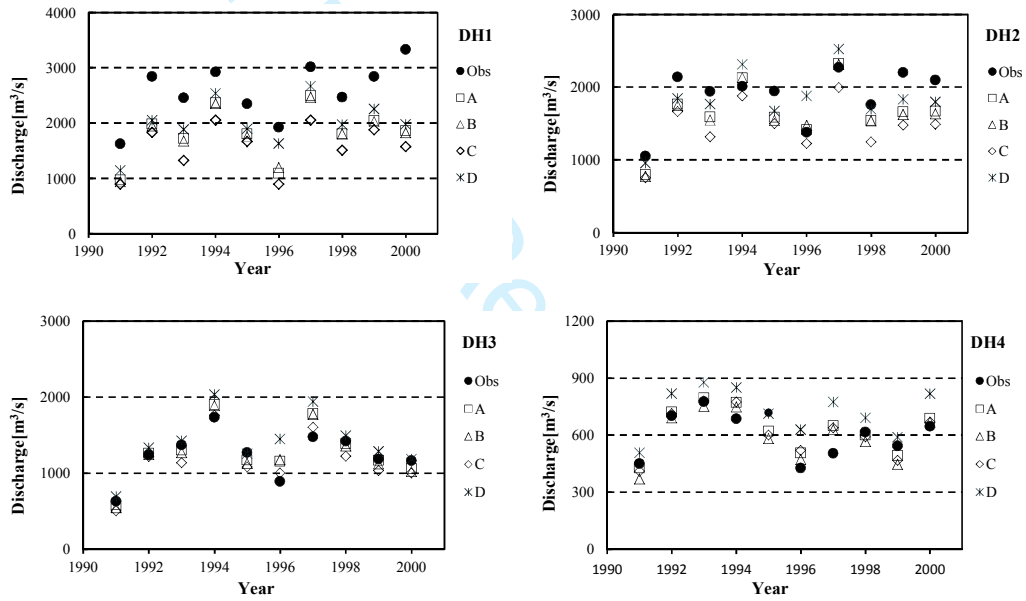 4000
3000
2000
1000
0
1990
1992
1994
1996
1998
2000
Discharge[m³/s]
Year
DH1
Obs
A
B
C
D
3000
2000
1000
0
1990
1992
1994
1996
1998
2000
Discharge[m³/s]
Year
DH2
Obs
A
B
C
D
3000
2000
1000
0
1990
1992
1994
1996
1998
2000
Discharge[m³/s]
Year
DH3
Obs
A
B
C
D
1200
900
600
300
0
1990
1992
1994
1996
1998
2000
Discharge[m³/s]
Year
DH4
Obs
A
B
C
D